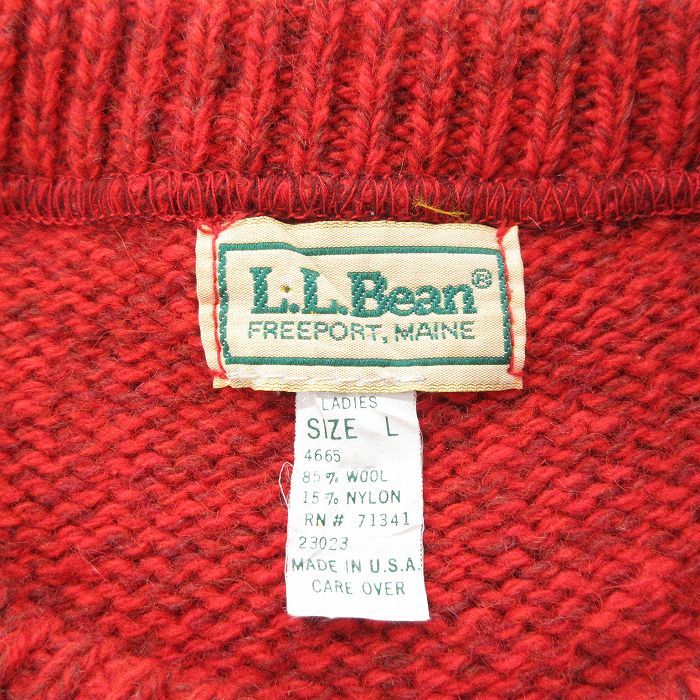 L.L.Bean®
FREEPORT, MAINE
LADIES
SIZE L
4665
85% WOOL
15% NYLON
RN # 71341
23023
MADE IN U.S.A.
CARE OVER